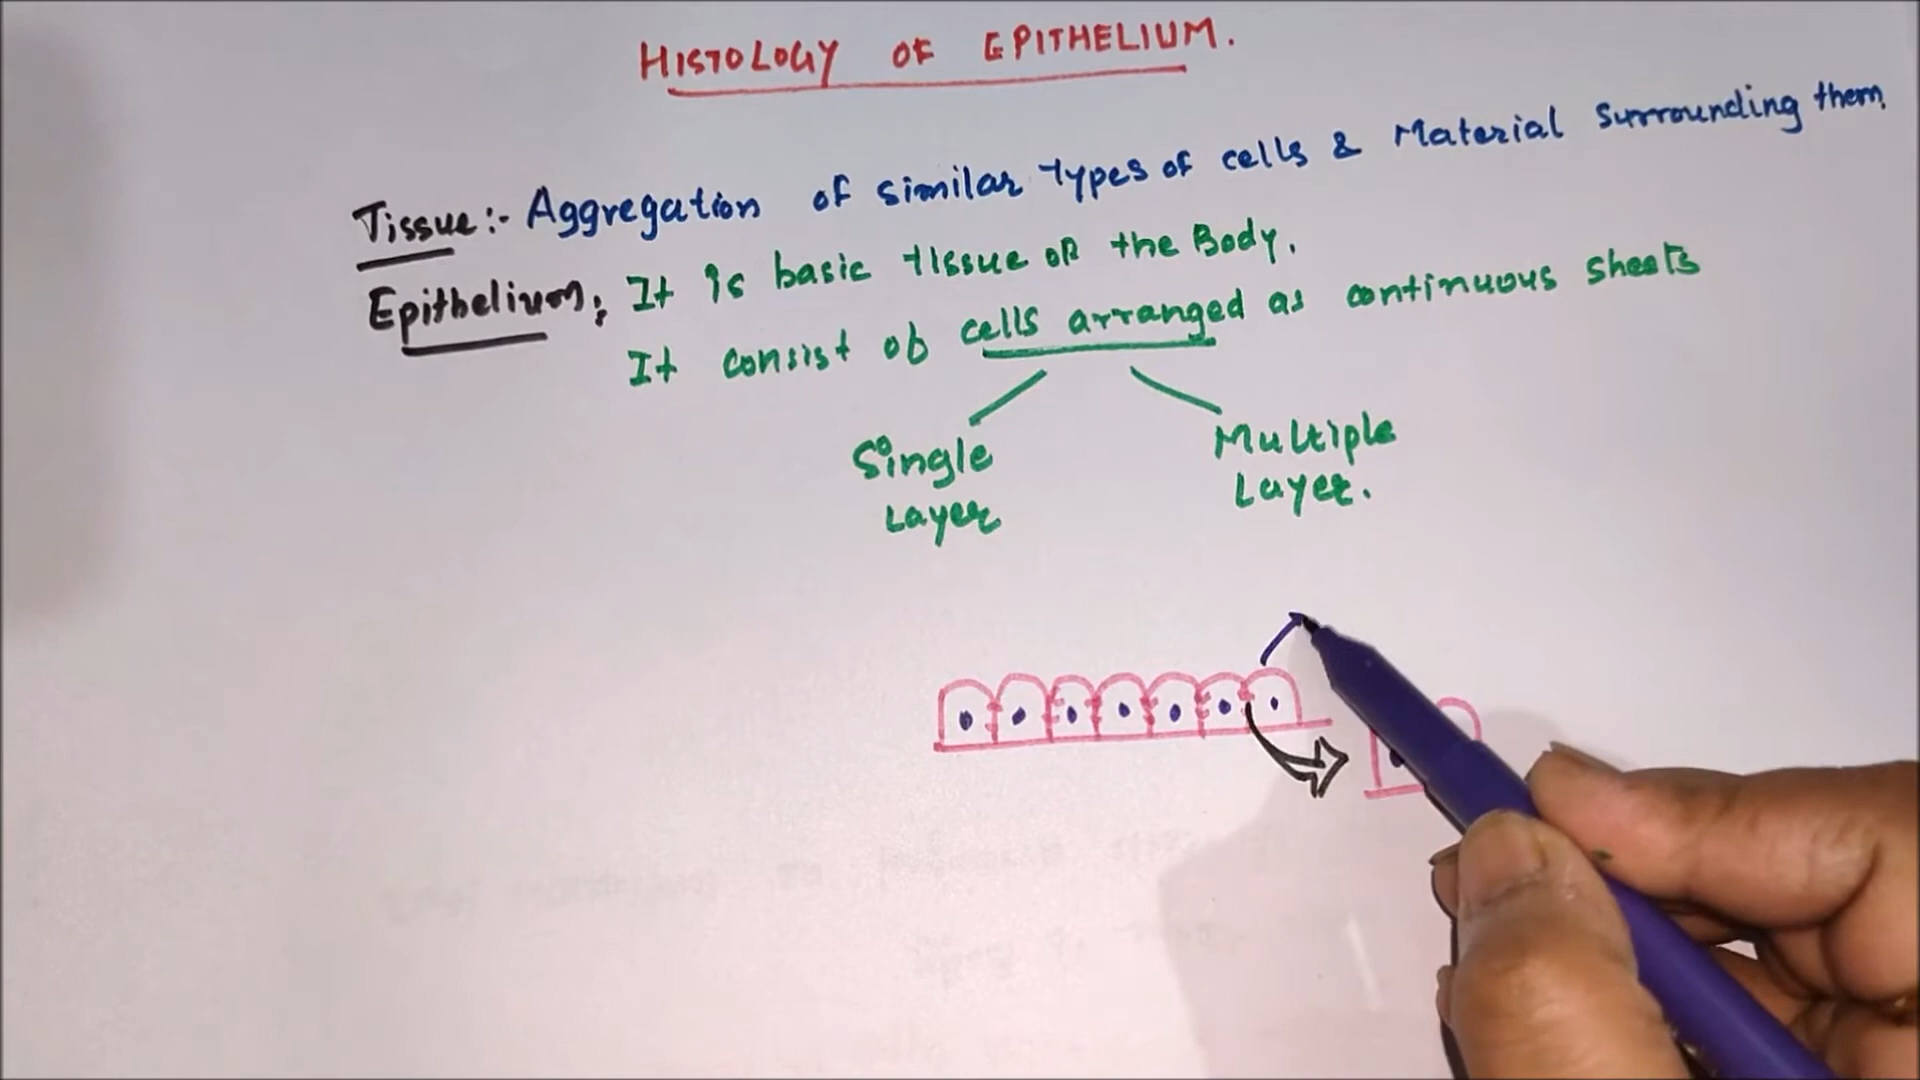 HISTOLOGY OF EPITHELIUM.
Tissue:- Aggregation of similar Types of cells & Material surrounding them.
Epithelium: It is basic tissue of the Body.
It consist of cells arranged as continuous sheets
Single Layer
Multiple Layer.